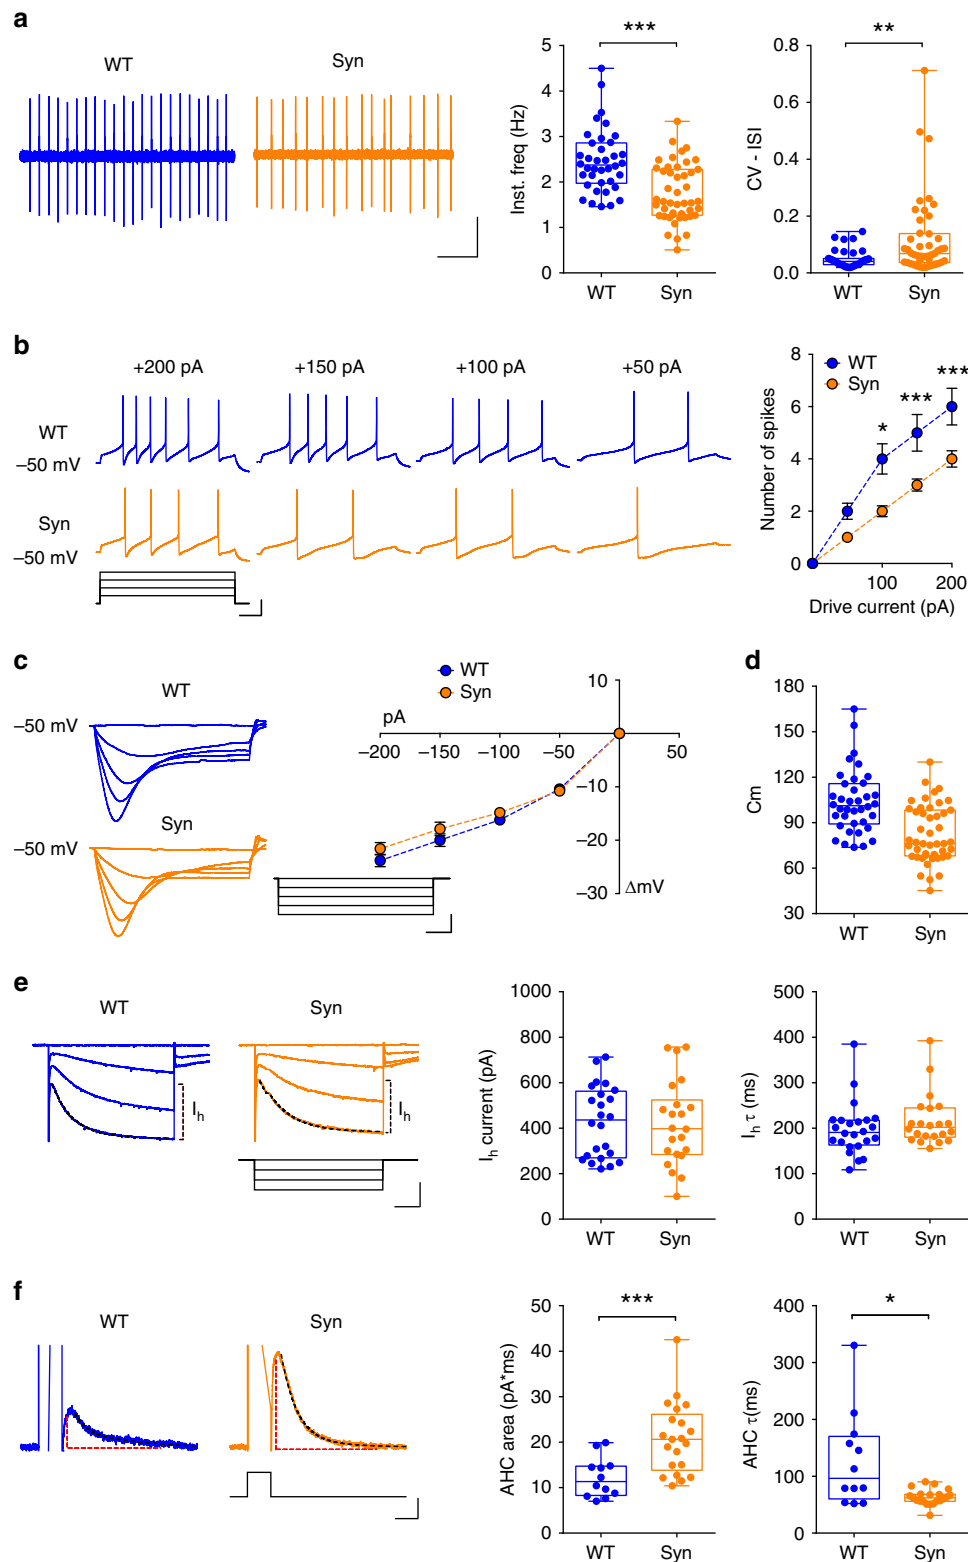 a
WT
Syn
***
Inst. freq (Hz)
5
4
3
2
1
0
WT
Syn
**
CV - ISI
0.8
0.6
0.4
0.2
0.0
WT
Syn
b
+200 pA
+150 pA
+100 pA
+50 pA
WT
–50 mV
Syn
–50 mV
WT
Syn
*
***
***
Number of spikes
8
6
4
2
0
100
200
Drive current (pA)
c
WT
–50 mV
Syn
–50 mV
WT
Syn
pA
–200
–150
–100
–50
50
10
–10
–20
–30
ΔmV
d
Cm
180
150
120
90
60
30
WT
Syn
e
WT
Syn
Ih
Ih
Ih current (pA)
1000
800
600
400
200
0
WT
Syn
Ih τ (ms)
500
400
300
200
100
0
WT
Syn
f
WT
Syn
***
AHC area (pA*ms)
50
40
30
20
10
0
WT
Syn
*
AHC τ(ms)
400
300
200
100
0
WT
Syn